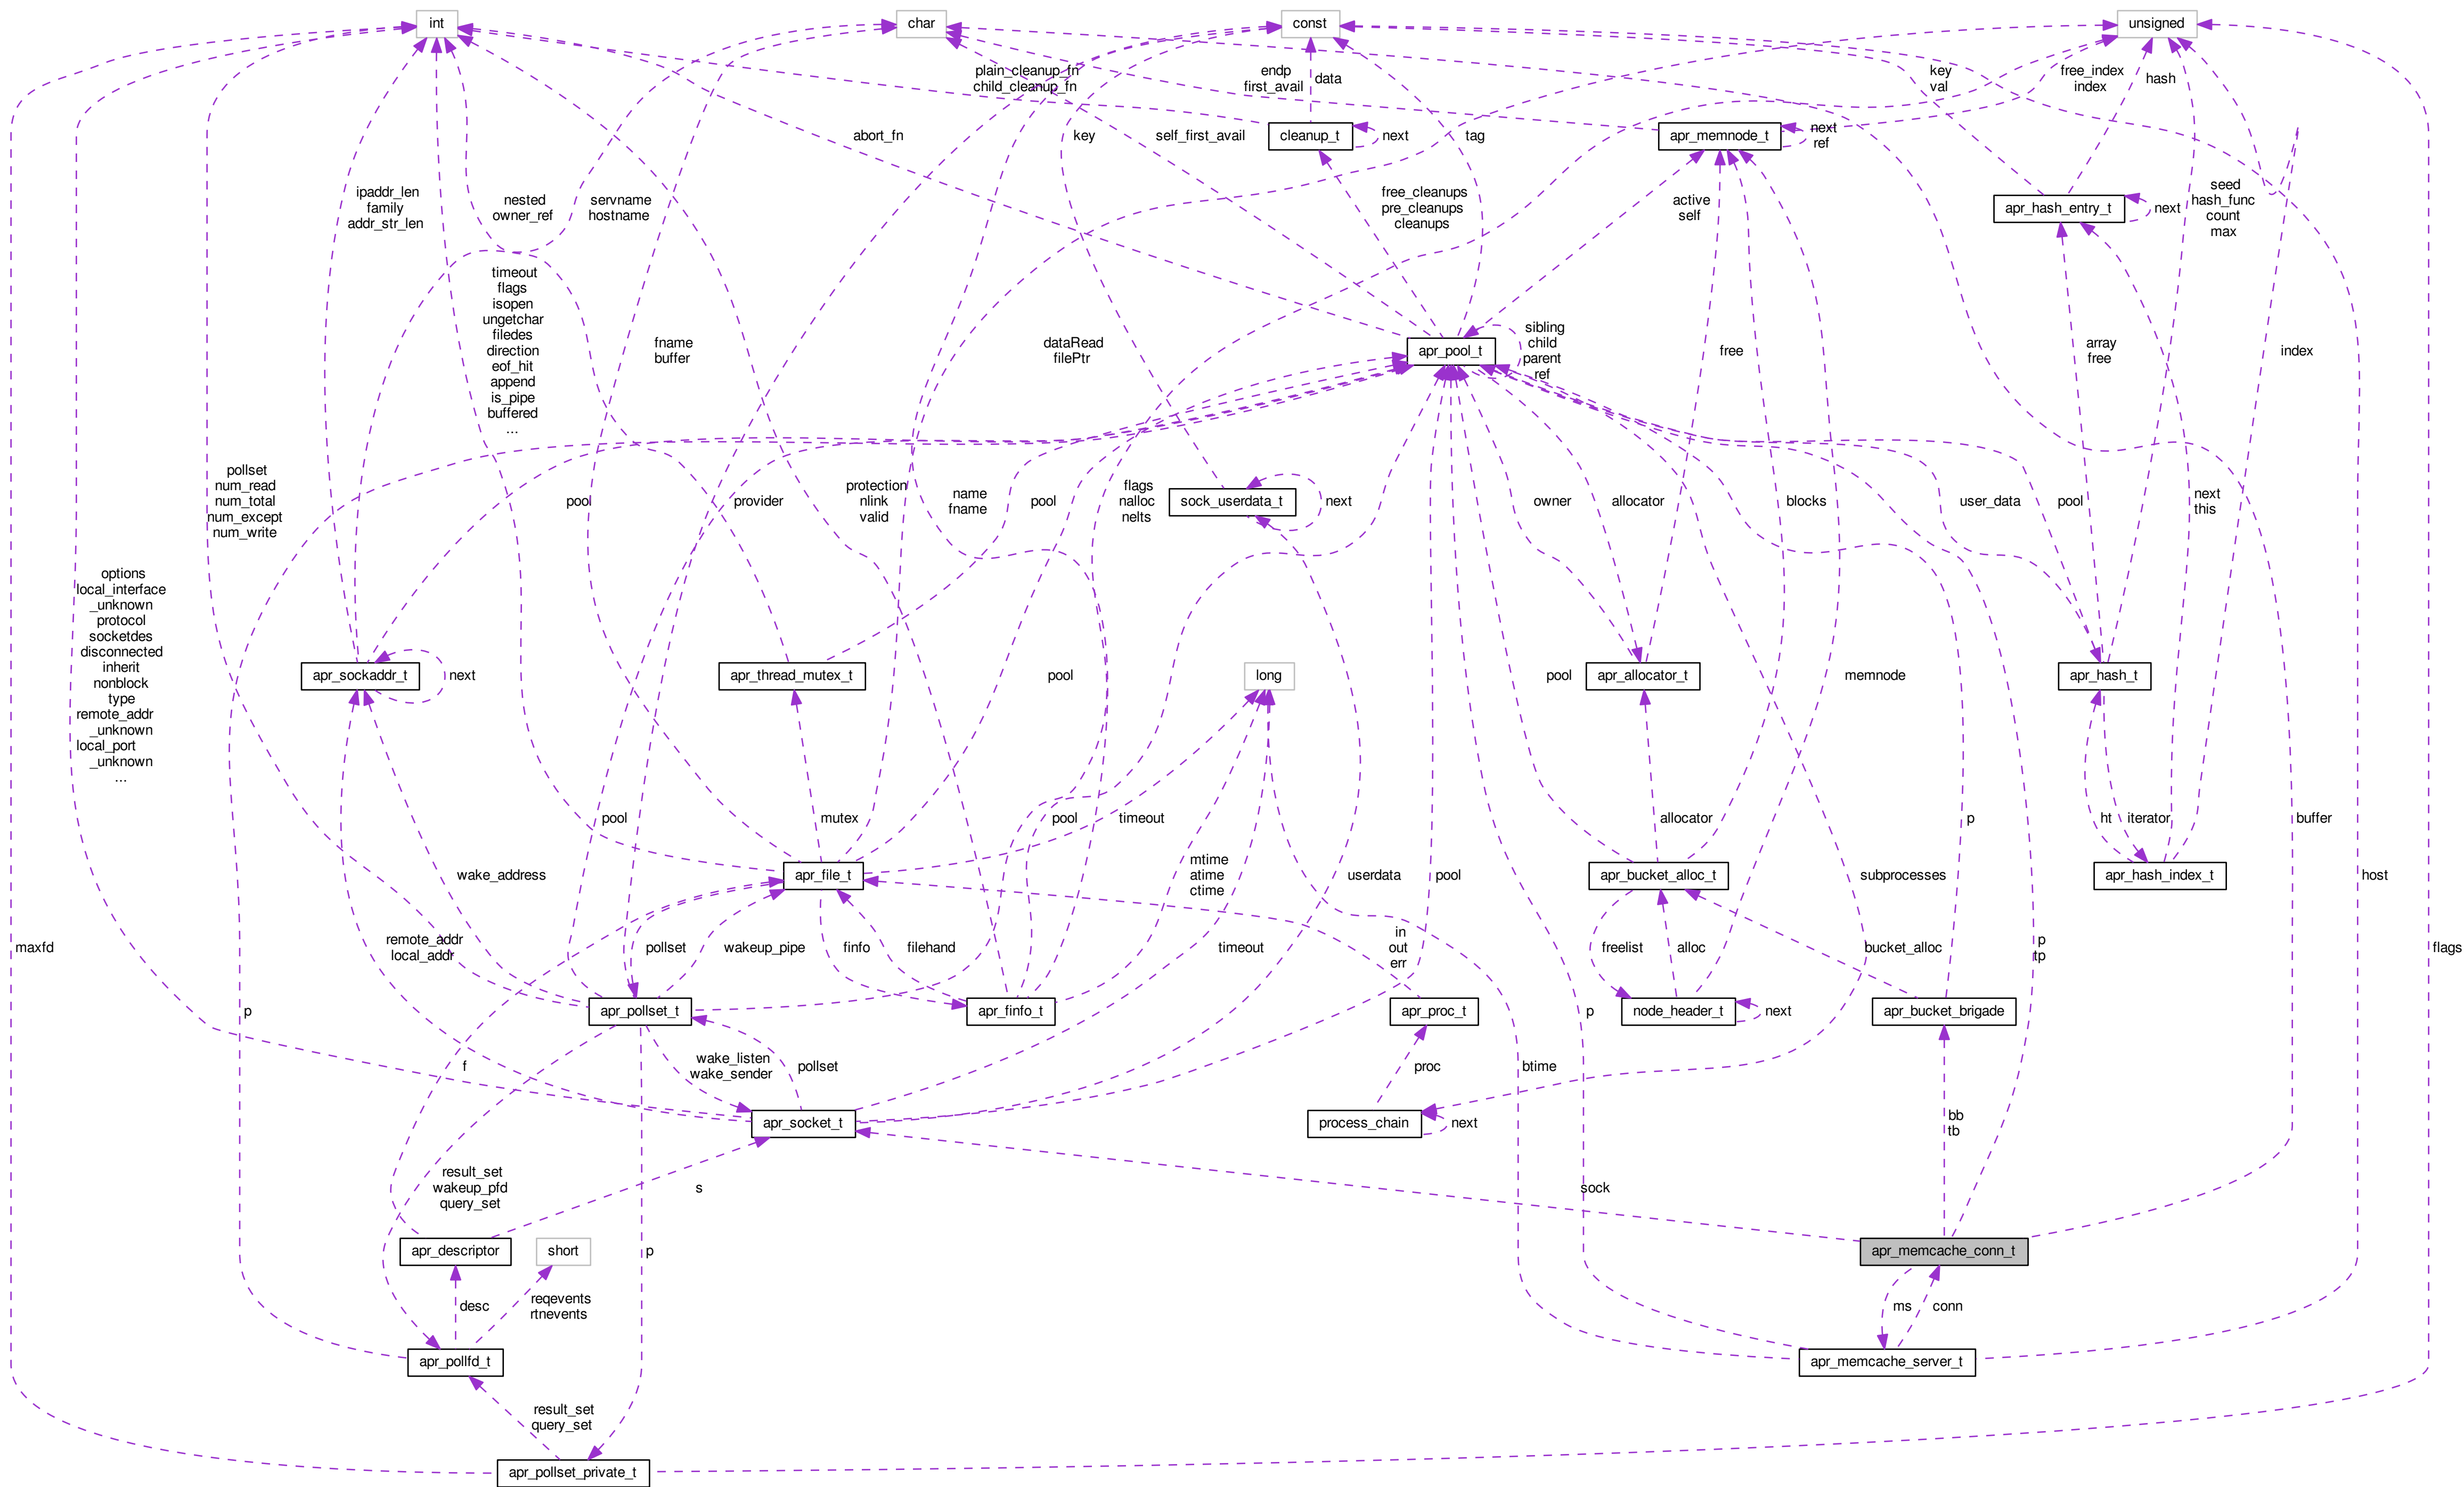 int
char
const
unsigned
plain_cleanup_fn
child_cleanup_fn
endp
first_avail
data
key
val
hash
free_index
index
abort_fn
self_first_avail
cleanup_t
next
key
tag
apr_memnode_t
next
ref
ipaddr_len
family
addr_str_len
nested
owner_ref
servname
hostname
free_cleanups
pre_cleanups
cleanups
active
self
apr_hash_entry_t
next
seed
hash_func
count
max
timeout
flags
isopen
ungetchar
filedes
direction
eof_hit
append
is_pipe
buffered
...
fname
buffer
dataRead
filePtr
apr_pool_t
sibling
child
parent
ref
free
array
free
index
pollset
num_read
num_total
num_except
num_write
pool
provider
protection
nlink
valid
name
fname
pool
flags
nalloc
nelts
sock_userdata_t
next
owner
allocator
blocks
user_data
pool
next
this
options
local_interface
_unknown
protocol
socketdes
disconnected
inherit
nonblock
type
remote_addr
_unknown
local_port
_unknown
...
apr_sockaddr_t
next
apr_thread_mutex_t
pool
long
pool
apr_allocator_t
memnode
apr_hash_t
pool
mutex
pool
timeout
allocator
p
ht
iterator
buffer
wake_address
apr_file_t
mtime
atime
ctime
userdata
pool
apr_bucket_alloc_t
subprocesses
apr_hash_index_t
host
maxfd
remote_addr
local_addr
pollset
wakeup_pipe
finfo
filehand
timeout
in
out
err
freelist
alloc
bucket_alloc
p
tp
flags
p
apr_pollset_t
apr_finfo_t
apr_proc_t
p
node_header_t
next
apr_bucket_brigade
f
wake_listen
wake_sender
pollset
proc
btime
apr_socket_t
process_chain
next
bb
tb
result_set
wakeup_pfd
query_set
s
sock
apr_descriptor
short
p
apr_memcache_conn_t
desc
reqevents
rtnevents
ms
conn
apr_pollfd_t
apr_memcache_server_t
result_set
query_set
apr_pollset_private_t